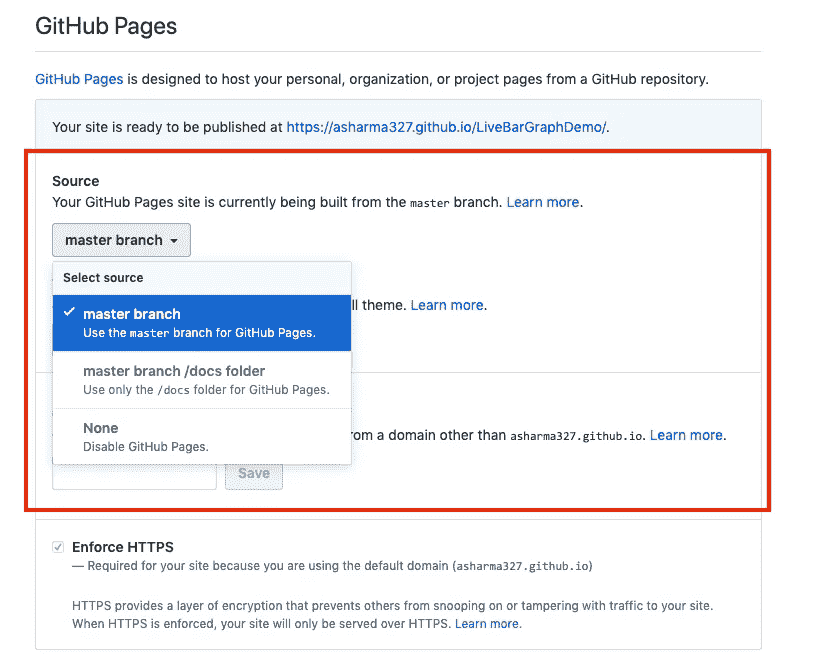 GitHub Pages
GitHub Pages is designed to host your personal, organization, or project pages from a GitHub repository.
Your site is ready to be published at https://asharma327.github.io/LiveBarGraphDemo/.
Source
Your GitHub Pages site is currently being built from the master branch. Learn more.
master branch
Select source
master branch
Use the master branch for GitHub Pages.
theme. Learn more.
master branch /docs folder
Use only the /docs folder for GitHub Pages.
None
Disable GitHub Pages.
a domain other than asharma327.github.io. Learn more.
Save
Enforce HTTPS
— Required for your site because you are using the default domain (asharma327.github.io)
HTTPS provides a layer of encryption that prevents others from snooping on or tampering with traffic to your site.
When HTTPS is enforced, your site will only be served over HTTPS. Learn more.